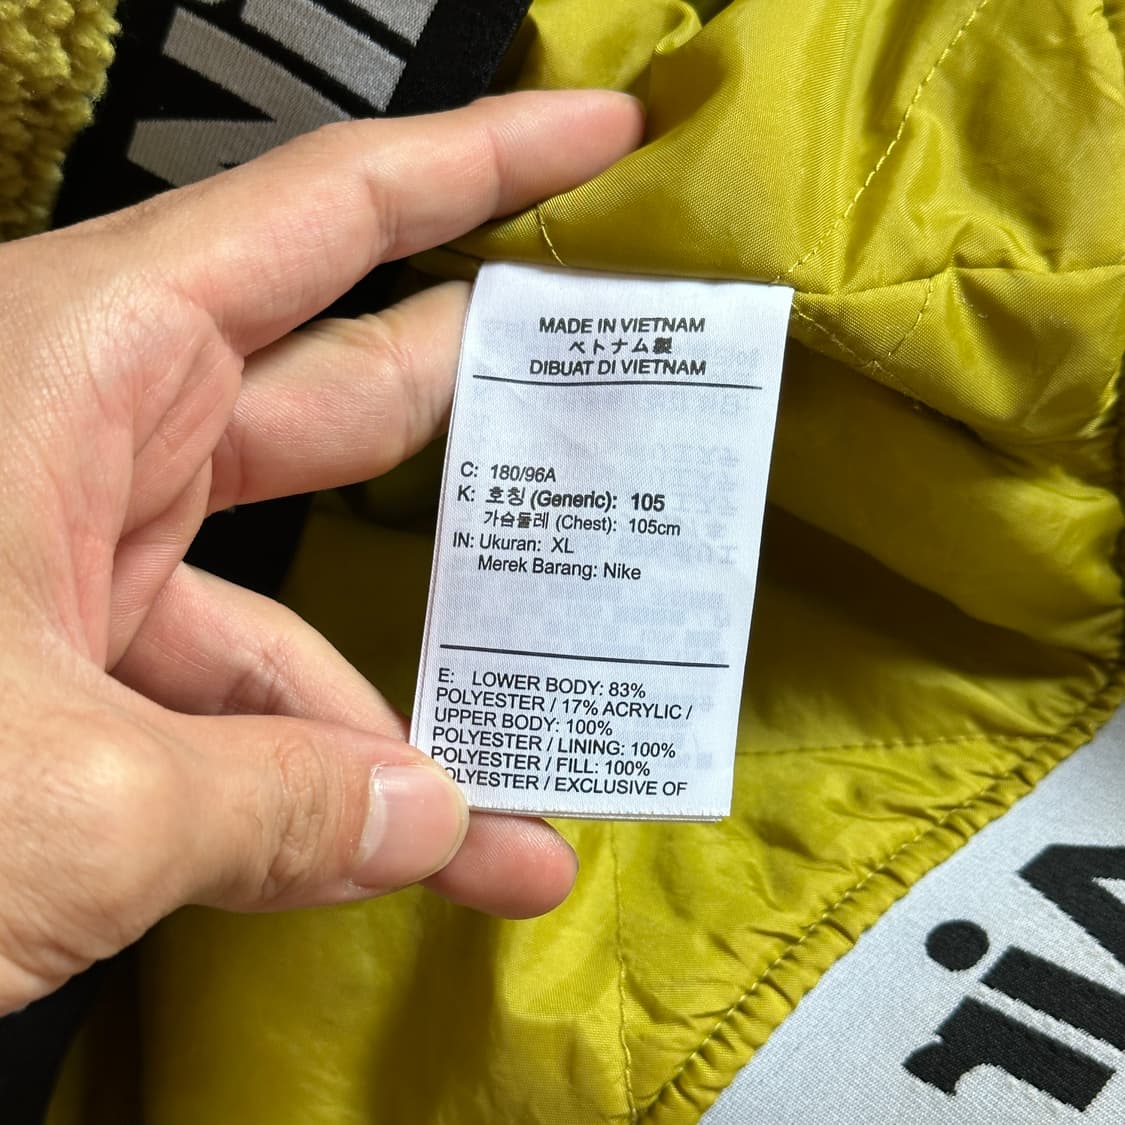 MADE IN VIETNAM
ベトナム製
DIBUAT DI VIETNAM
C: 180/96A
K: 호칭 (Generic): 105
가슴둘레 (Chest): 105cm
IN: Ukuran: XL
Merek Barang: Nike
E: LOWER BODY: 83%
POLYESTER / 17% ACRYLIC /
UPPER BODY: 100%
POLYESTER / LINING: 100%
POLYESTER / FILL: 100%
POLYESTER / EXCLUSIVE OF